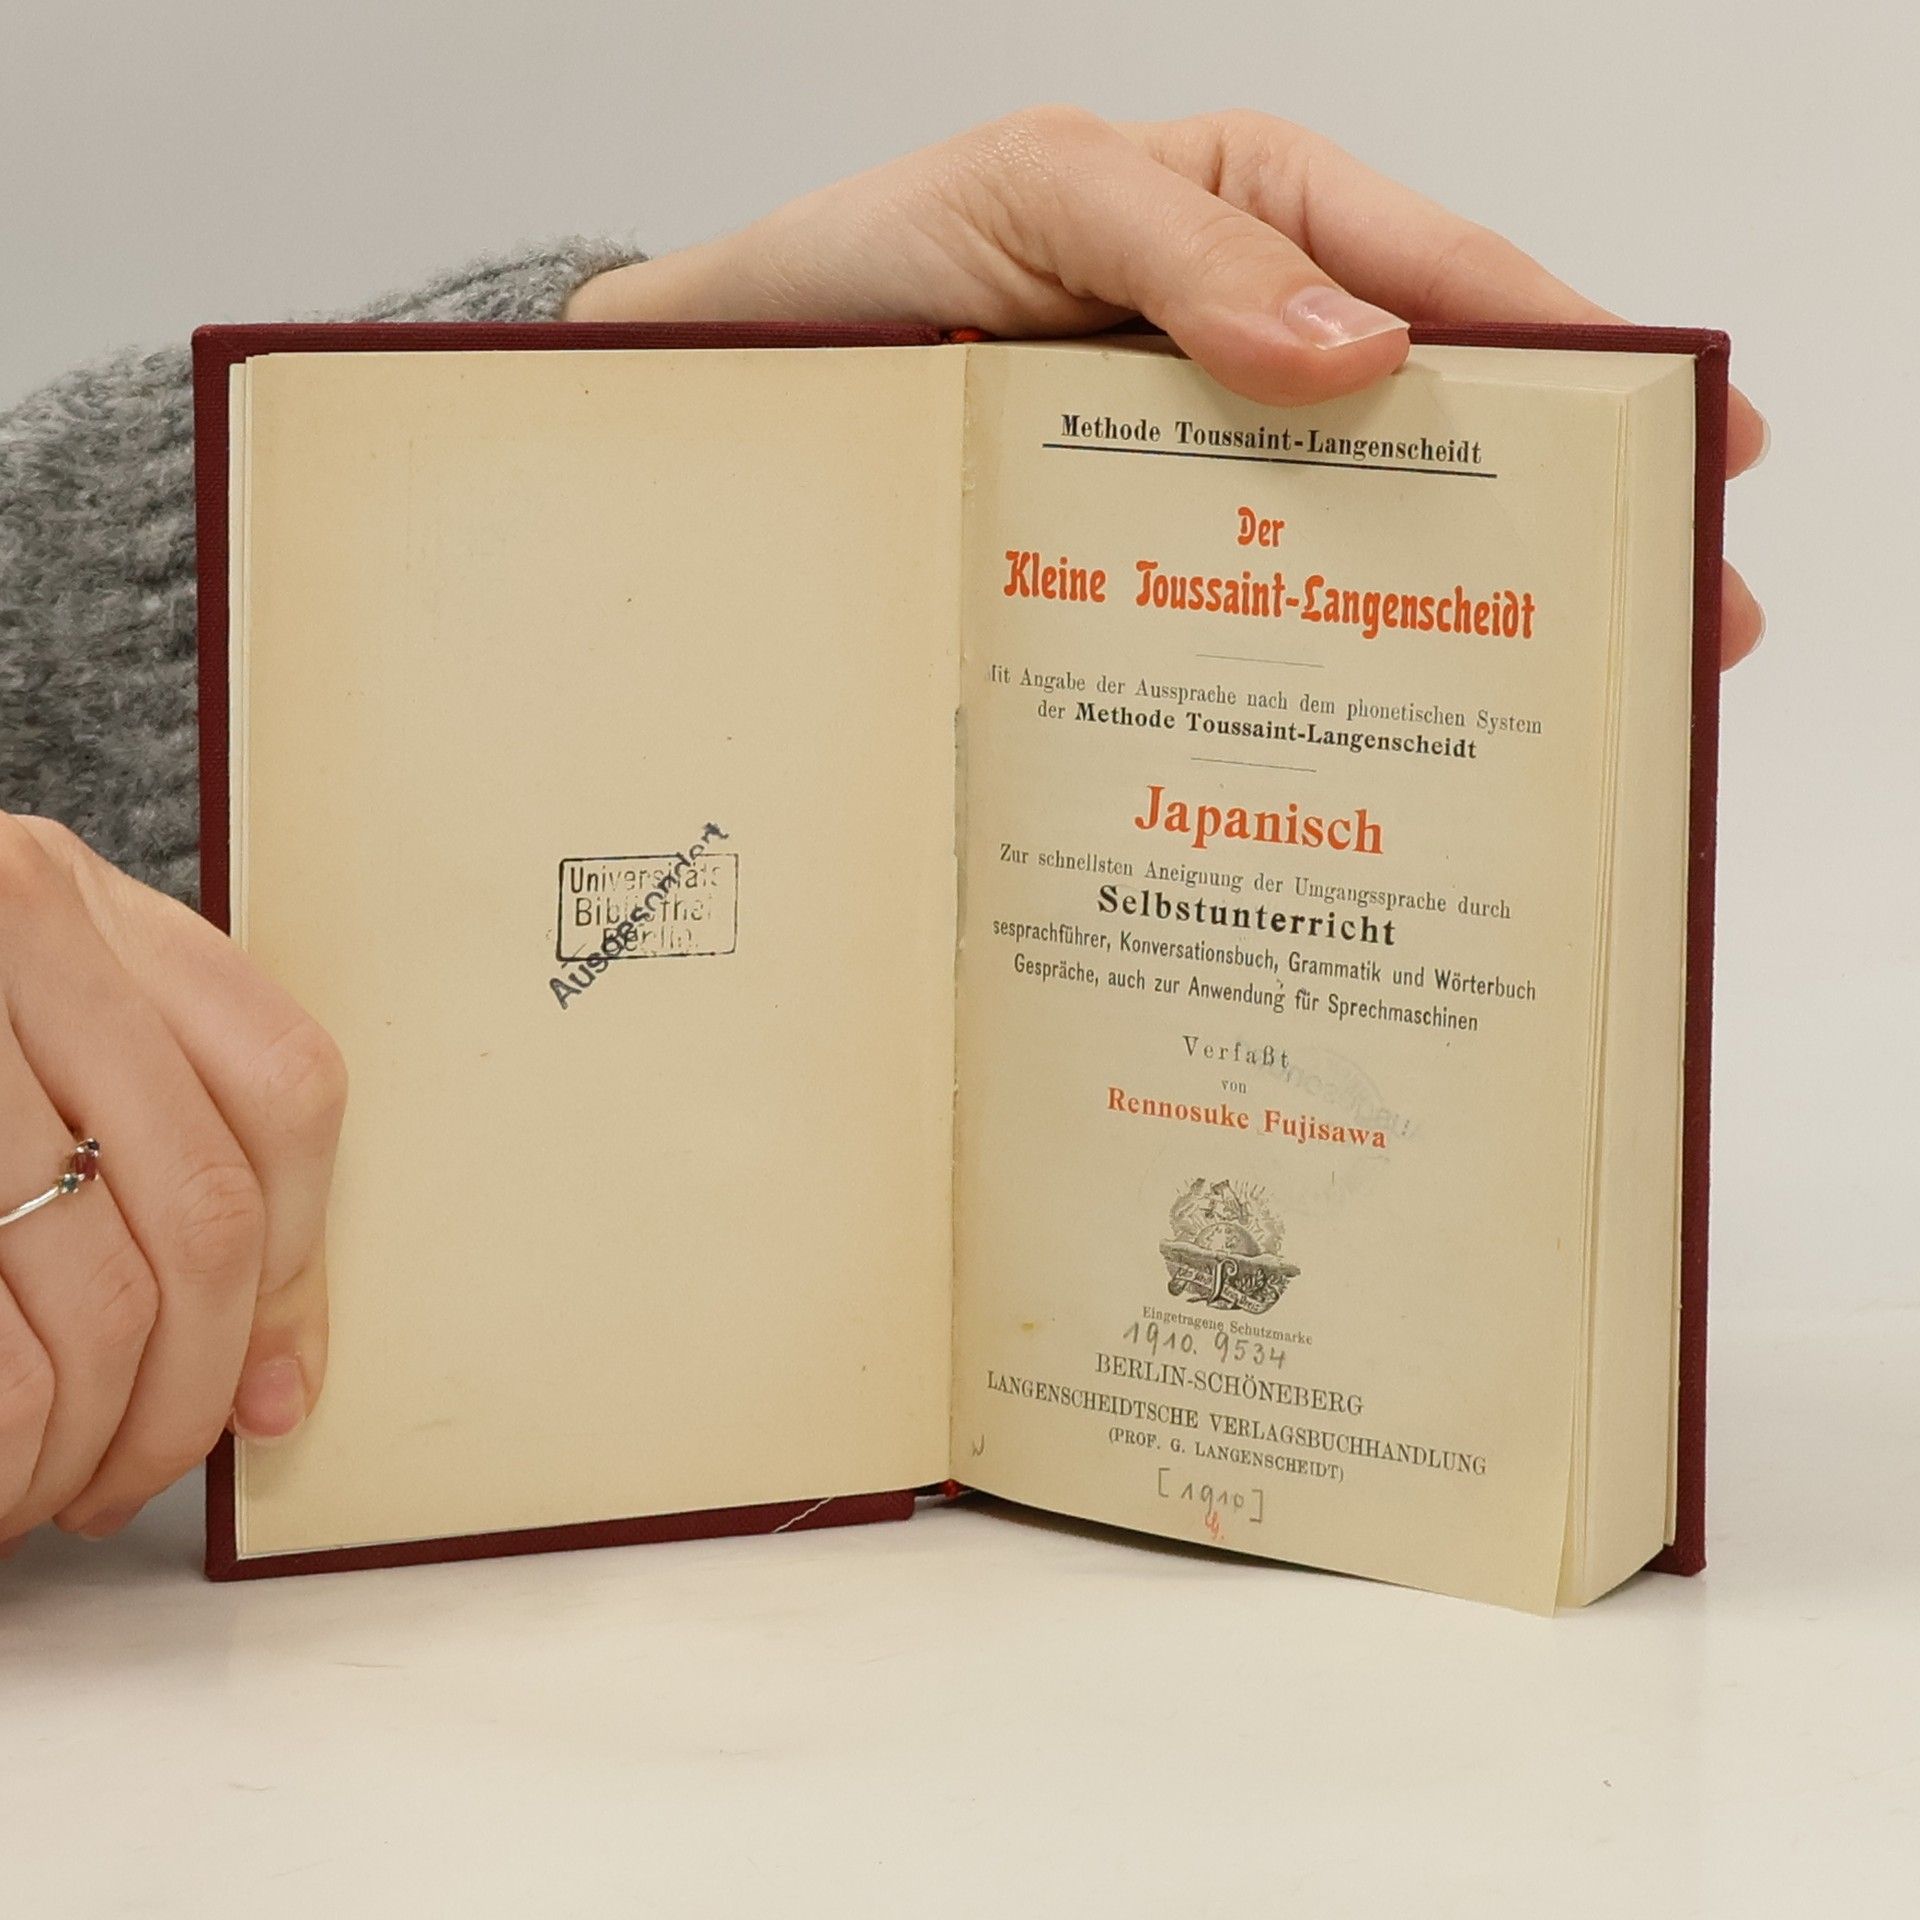 Universitäts
Bibliothek
Berlin
Ausgesondert
Methode Toussaint-Langenscheidt
Der
Kleine Toussaint-Langenscheidt
Mit Angabe der Aussprache nach dem phonetischen System
der Methode Toussaint-Langenscheidt
Japanisch
Zur schnellsten Aneignung der Umgangssprache durch
Selbstunterricht
esprachführer, Konversationsbuch, Grammatik und Wörterbuch
Gespräche, auch zur Anwendung für Sprechmaschinen
Verfaßt
von
Rennosuke Fujisawa
Eingetragene Schutzmarke
1910. 9534
BERLIN-SCHÖNEBERG
LANGENSCHEIDTSCHE VERLAGSBUCHHANDLUNG
(PROF. G. LANGENSCHEIDT)
[1910]